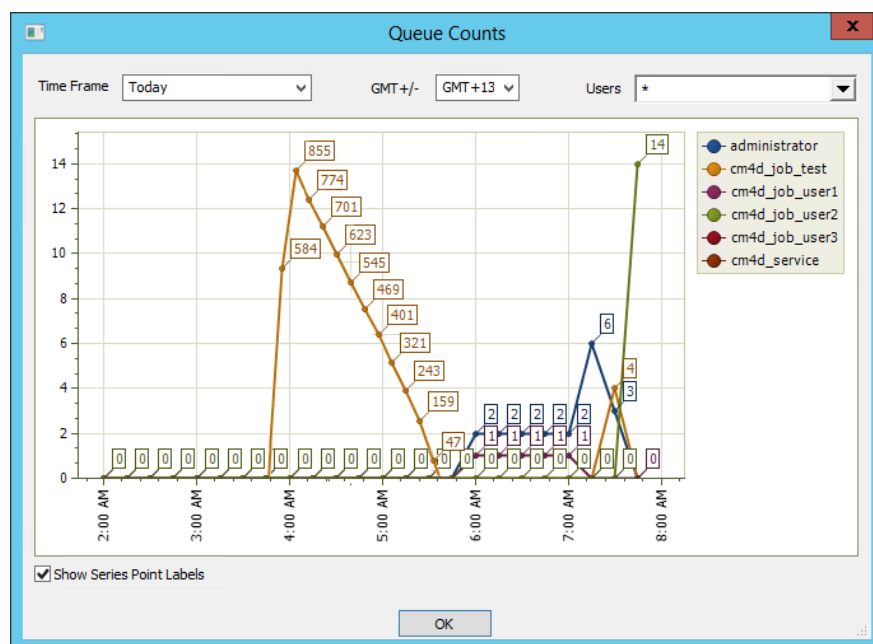 Queue Counts
x
Time Frame Today GMT+/- GMT+13 Users *
14
12
10
8
6
4
2
0
855
774
701
623
584
545
469
401
321
243
159
47
14
6
4
3
2 2 2 2 2
1 1 1 1 1
0 0 0 0 0 0 0 0 0 0 0 0 0 0 0 0 0 0 0 0 0 0 0 0
2:00 AM
3:00 AM
4:00 AM
5:00 AM
6:00 AM
7:00 AM
8:00 AM
administrator
cm4d_job_test
cm4d_job_user1
cm4d_job_user2
cm4d_job_user3
cm4d_service
Show Series Point Labels
OK